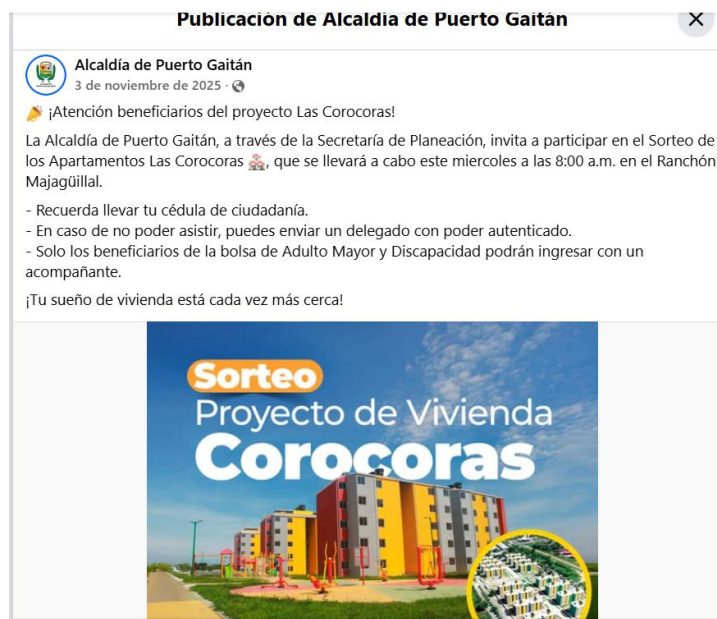 Publicación de Alcaldía de Puerto Gaitán
Alcaldía de Puerto Gaitán
3 de noviembre de 2025 ·
¡Atención beneficiarios del proyecto Las Corocoras!
La Alcaldía de Puerto Gaitán, a través de la Secretaría de Planeación, invita a participar en el Sorteo de
los Apartamentos Las Corocoras , que se llevará a cabo este miercoles a las 8:00 a.m. en el Ranchón
Majagüillal.
- Recuerda llevar tu cédula de ciudadanía.
- En caso de no poder asistir, puedes enviar un delegado con poder autenticado.
- Solo los beneficiarios de la bolsa de Adulto Mayor y Discapacidad podrán ingresar con un
acompañante.
¡Tu sueño de vivienda está cada vez más cerca!
Sorteo
Proyecto de Vivienda
Corocoras